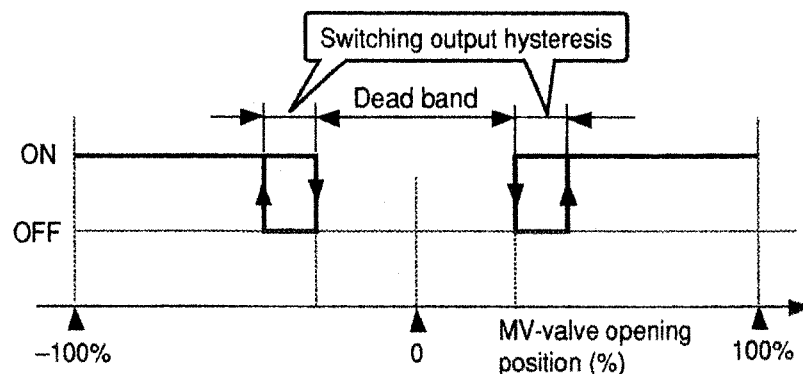 Switching output hysteresis
Dead band
ON
OFF
−100%
0
MV-valve opening
position (%)
100%